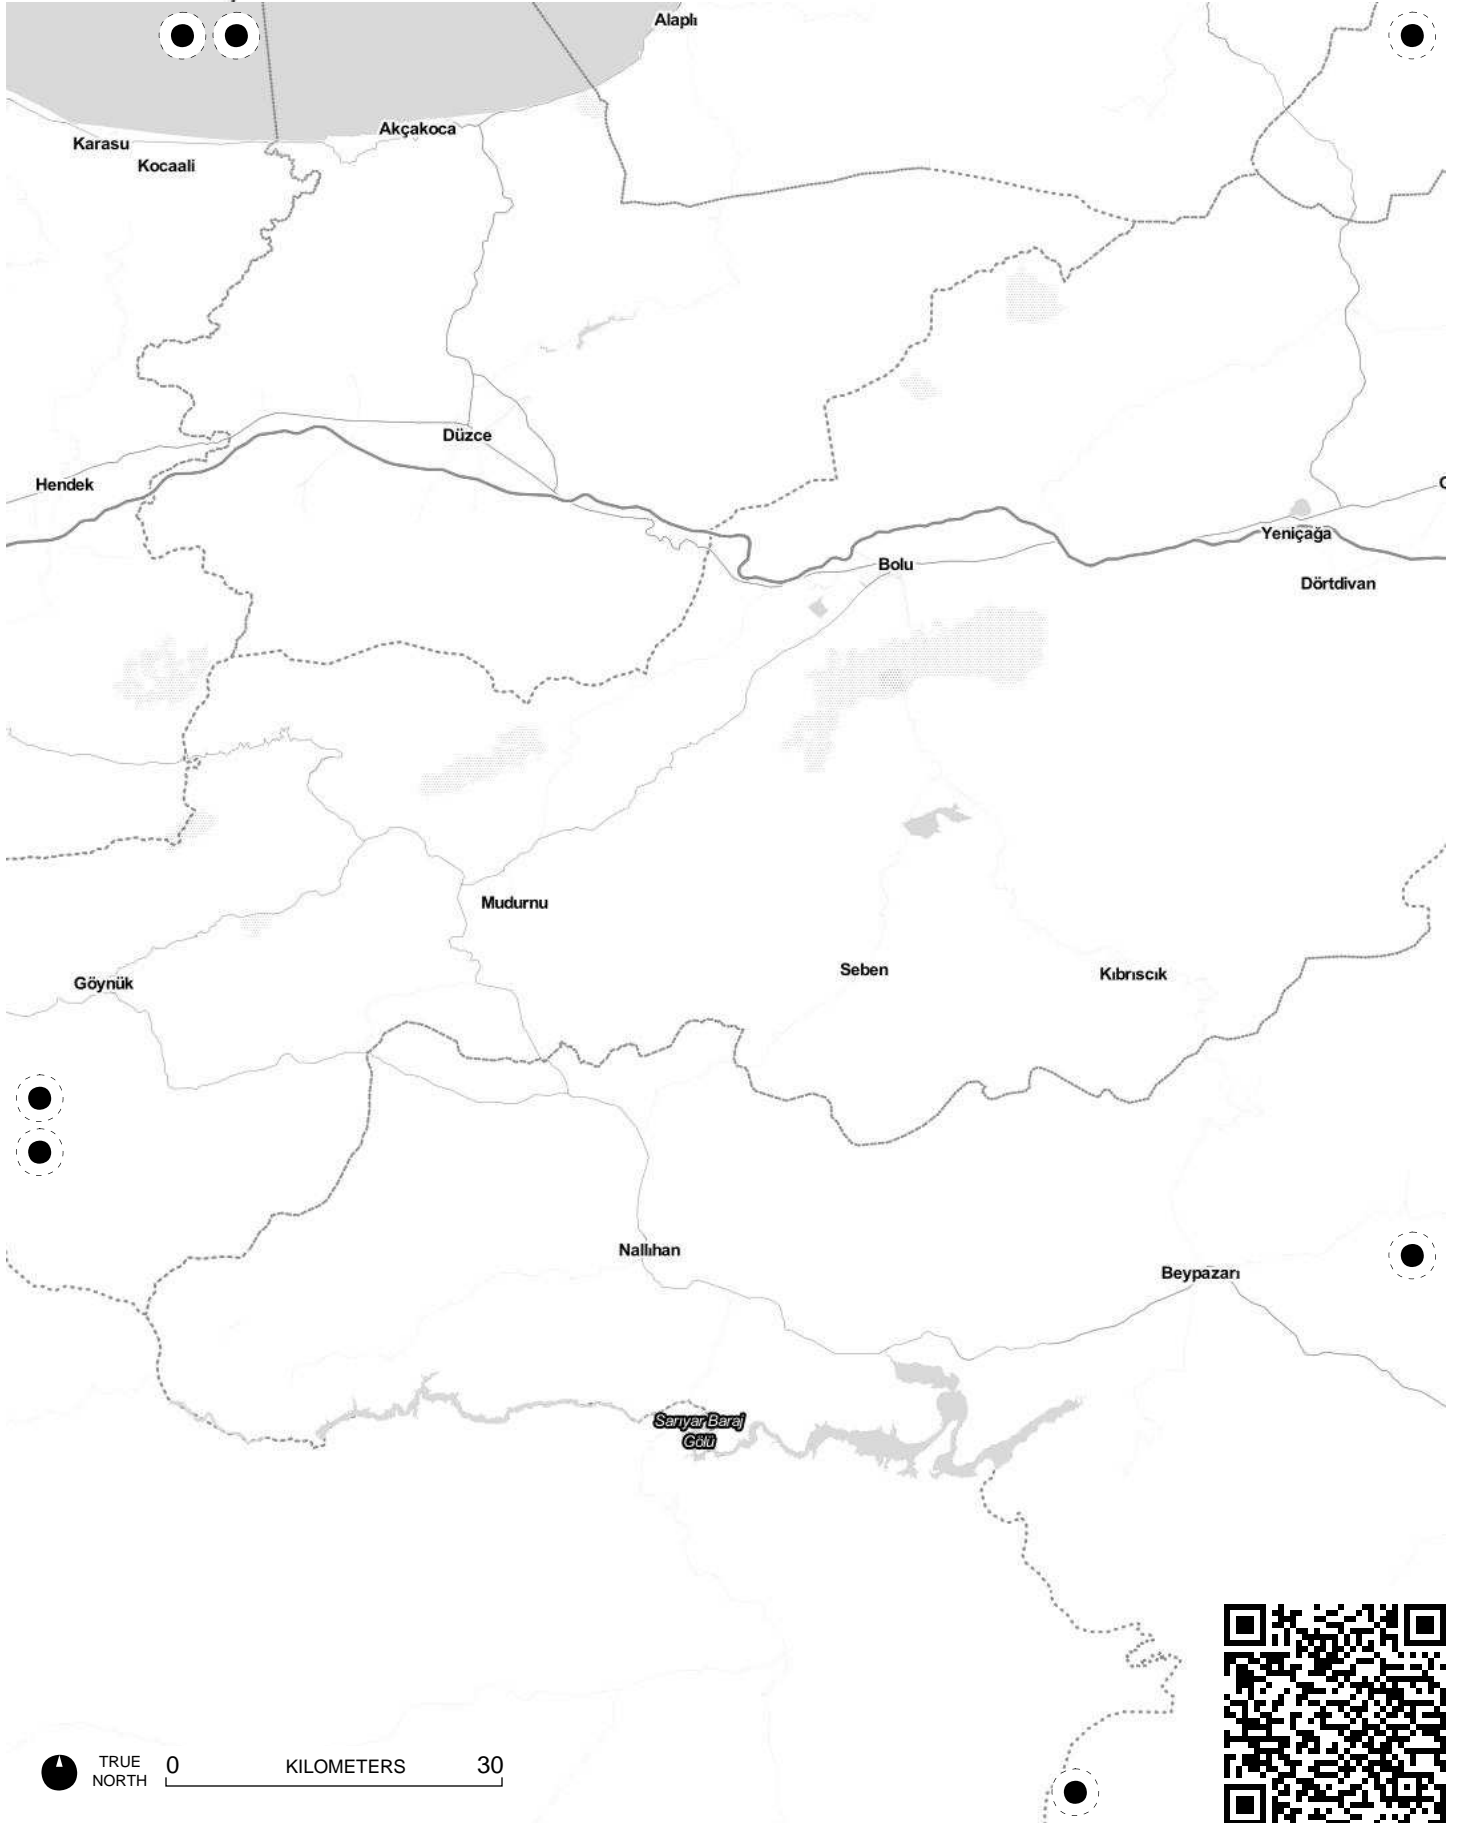 Alaplı
Akçakoca
Karasu
Kocaali
Düzce
Hendek
Yeniçağa
Bolu
Dörtdivan
Mudurnu
Seben
Kıbrıscık
Göynük
Nallıhan
Beypazarı
Sarıyar Baraj
Gölü
TRUE
NORTH
0 KILOMETERS 30